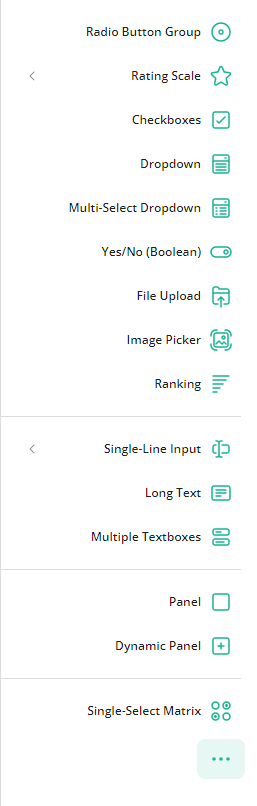 Radio Button Group
Rating Scale
Checkboxes
Dropdown
Multi-Select Dropdown
Yes/No (Boolean)
File Upload
Image Picker
Ranking
Single-Line Input
Long Text
Multiple Textboxes
Panel
Dynamic Panel
Single-Select Matrix